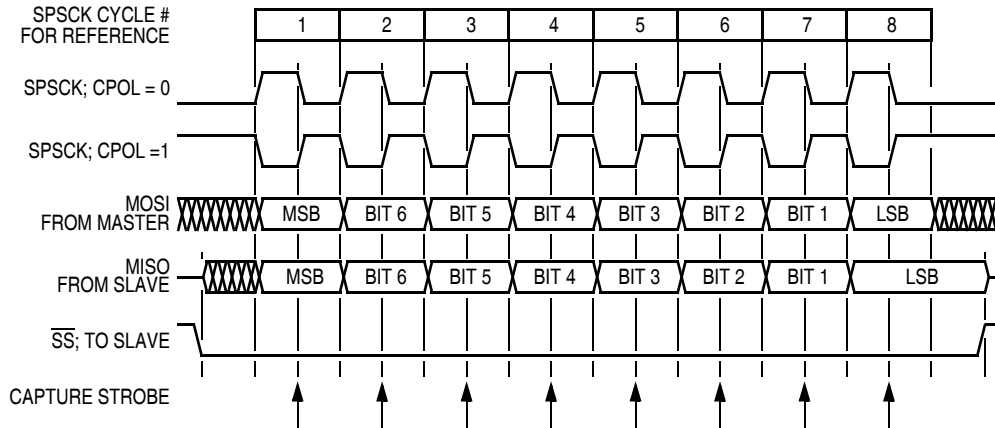 SPSCK CYCLE #
FOR REFERENCE
1 2 3 4 5 6 7 8
SPSCK; CPOL = 0
SPSCK; CPOL =1
MOSI
FROM MASTER
MSB BIT 6 BIT 5 BIT 4 BIT 3 BIT 2 BIT 1 LSB
MISO
FROM SLAVE
MSB BIT 6 BIT 5 BIT 4 BIT 3 BIT 2 BIT 1 LSB
SS; TO SLAVE
CAPTURE STROBE